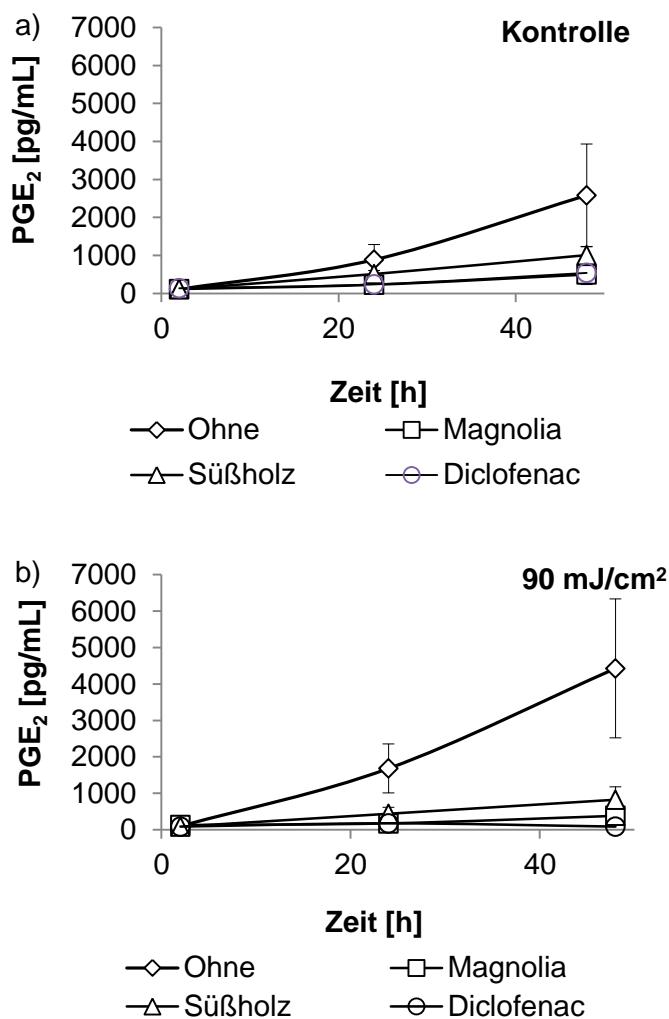 a)
Kontrolle
7000
6000
5000
4000
3000
2000
1000
0
PGE₂ [pg/mL]
0 20 40
Zeit [h]
Ohne Magnolia
Süßholz Diclofenac
b)
90 mJ/cm²
7000
6000
5000
4000
3000
2000
1000
0
PGE₂ [pg/mL]
0 20 40
Zeit [h]
Ohne Magnolia
Süßholz Diclofenac